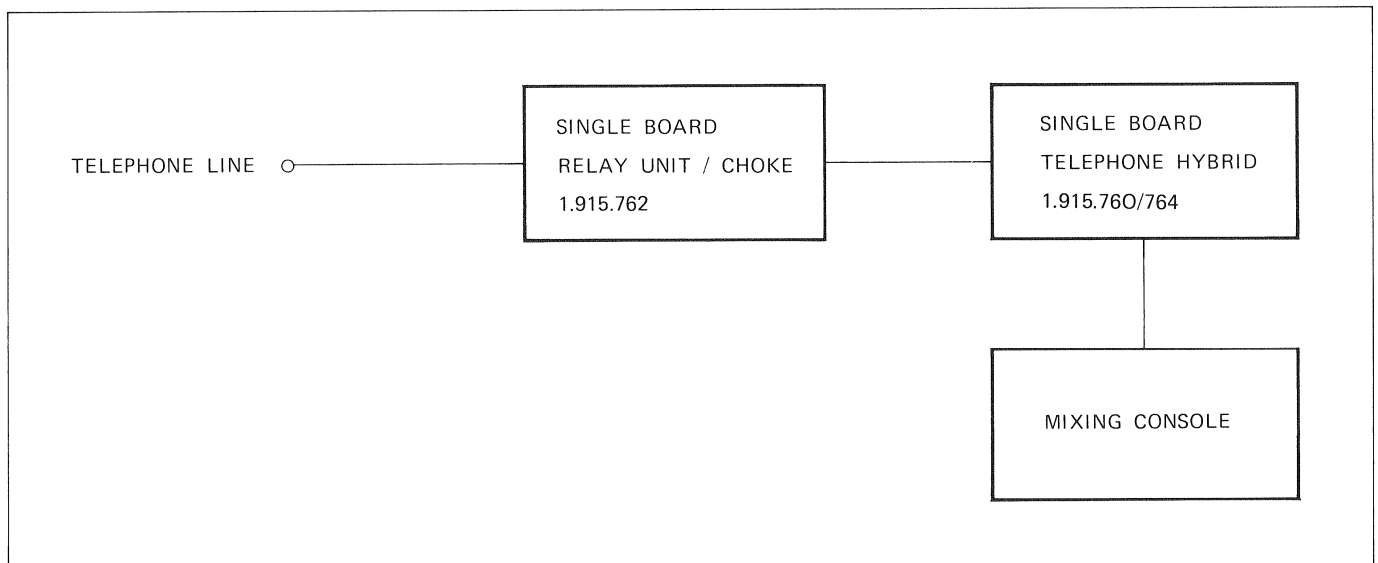 TELEPHONE LINE
SINGLE BOARD
RELAY UNIT / CHOKE
1.915.762
SINGLE BOARD
TELEPHONE HYBRID
1.915.760/764
MIXING CONSOLE